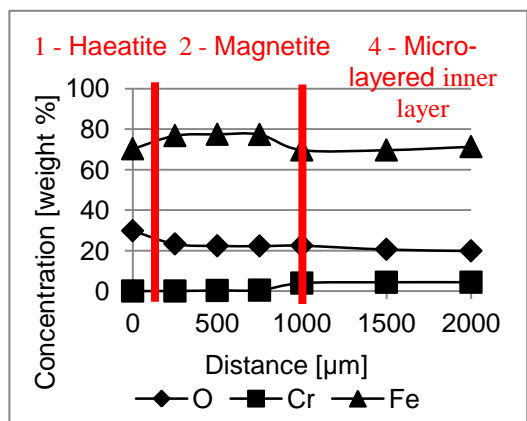 1 - Haeatite 2 - Magnetite 4 - Micro-
layered inner
layer
100
80
60
40
20
0
0 500 1000 1500 2000
Concentration [weight %]
Distance [µm]
O Cr Fe